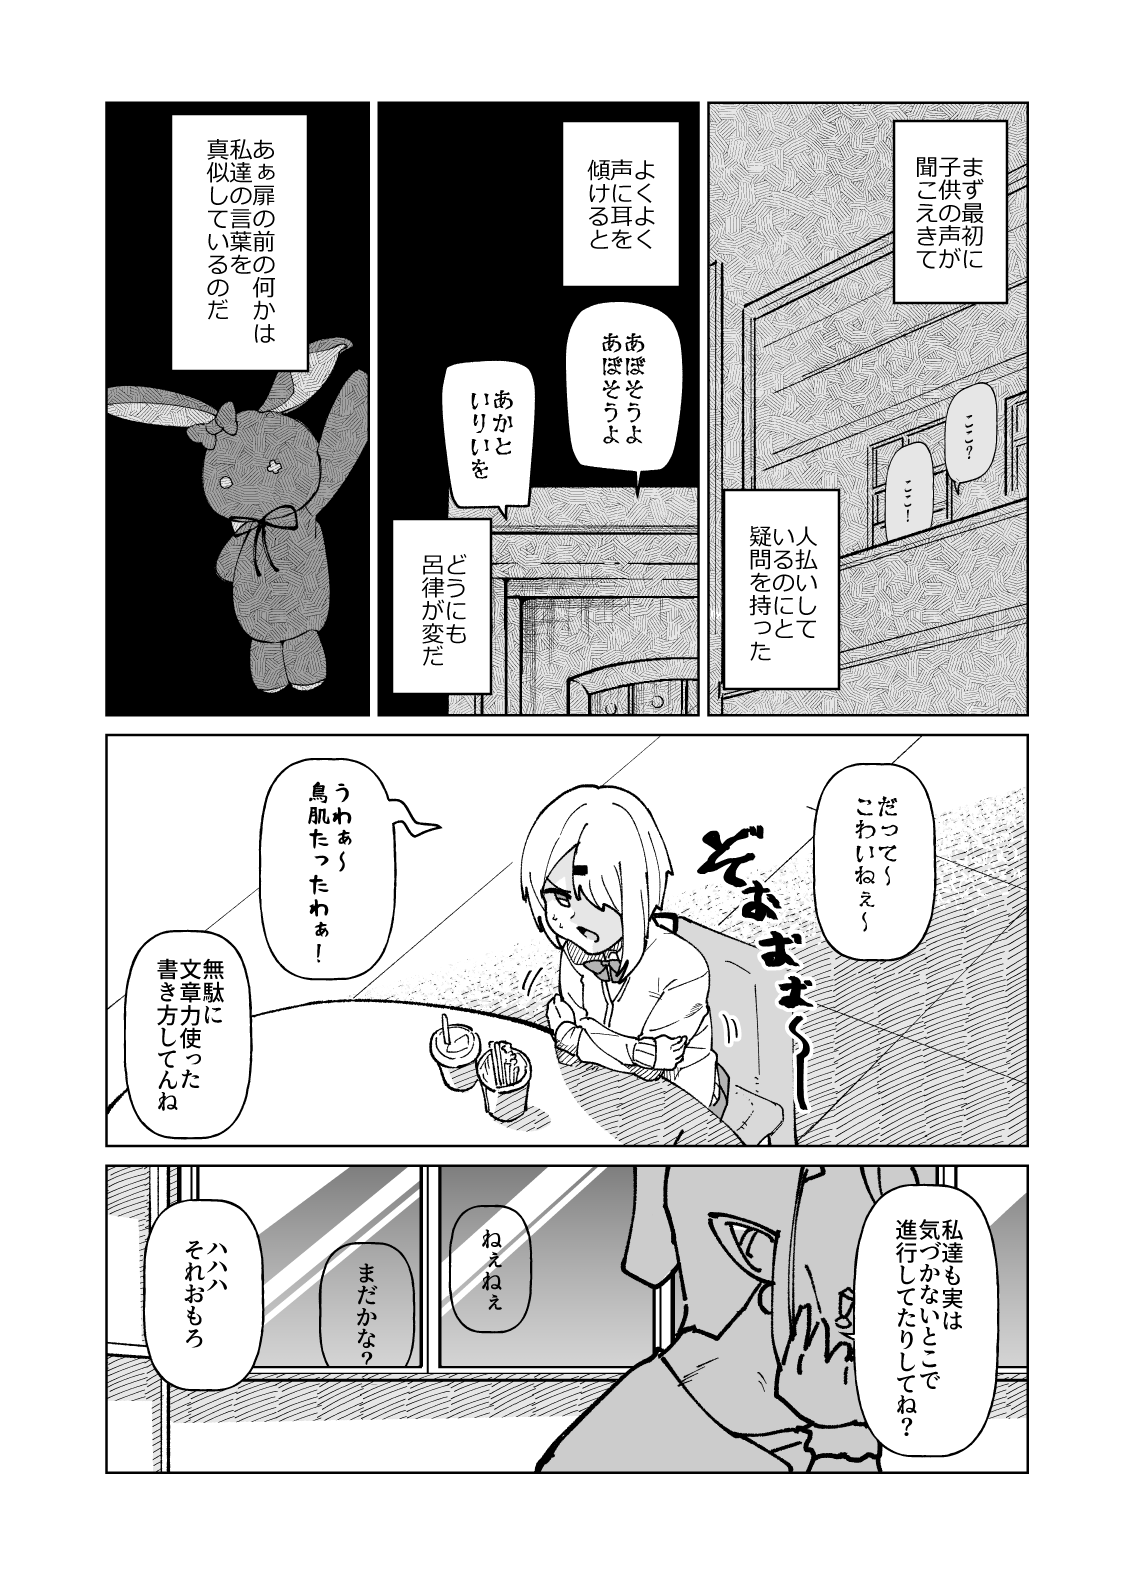 まず最初に
子供の声が
聞こえきて
ここ?
ここ!
人払いして
いるのにと
疑問を持った
よくよく
声に耳を
傾けると
あぼそうよ
あぼそうよ
あかと
いりいを
どうにも
呂律が変だ
あぁ扉の前の何かは
私達の言葉を
真似しているのだ
だって〜
こわいねぇ〜
ぞおぉぉ〜
うわぁ〜
鳥肌たったわぁ!
無駄に
文章力使った
書き方してんね
私達も実は
気づかないとこで
進行してたりしてね?
ねぇねぇ
まだかな?
ハハハ
それおもろ